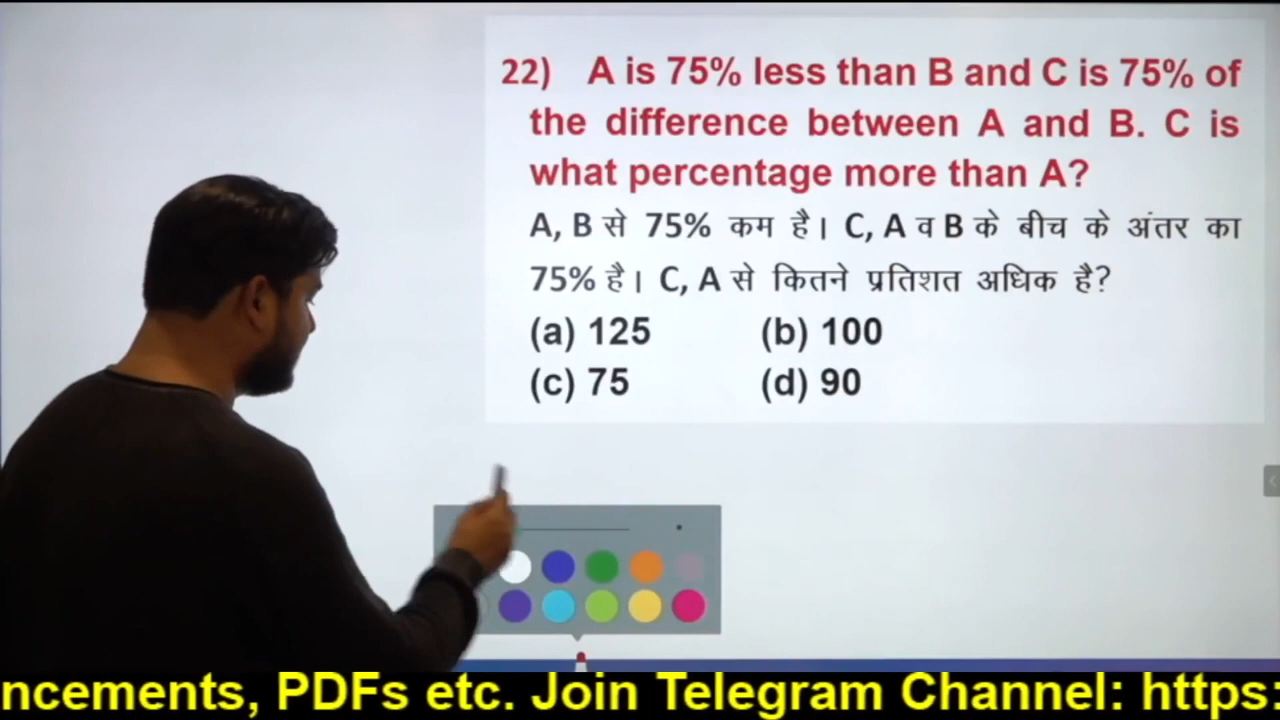 22) A is 75% less than B and C is 75% of
the difference between A and B. C is
what percentage more than A?
A, B से 75% कम है। C, A व B के बीच के अंतर का
75% है। C, A से कितने प्रतिशत अधिक है?
(a) 125 (b) 100
(c) 75 (d) 90
ncements, PDFs etc. Join Telegram Channel: https: